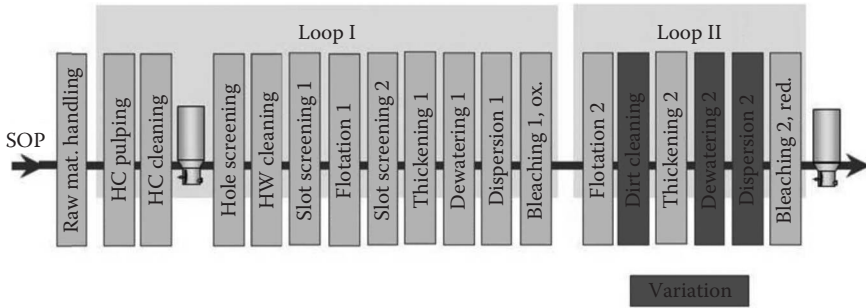 Loop I
Loop II
SOP
Raw mat. handling
HC pulping
HC cleaning
Hole screening
HW cleaning
Slot screening 1
Flotation 1
Slot screening 2
Thickening 1
Dewatering 1
Dispersion 1
Bleaching 1, ox.
Flotation 2
Dirt cleaning
Thickening 2
Dewatering 2
Dispersion 2
Bleaching 2, red.
Variation